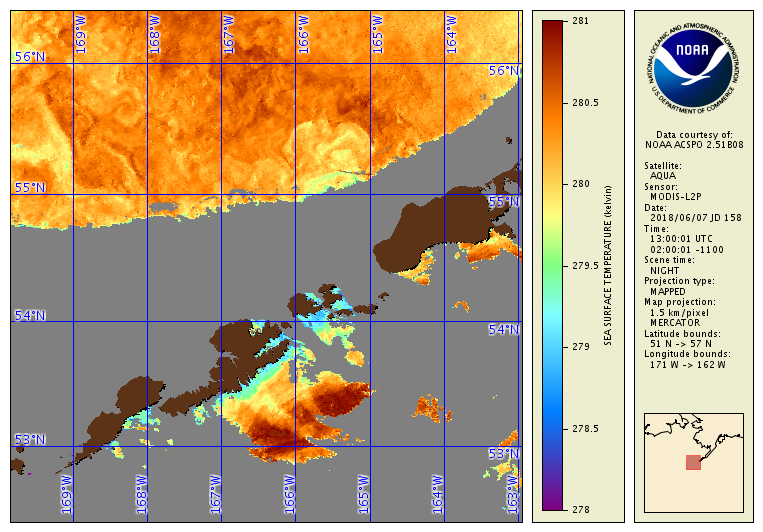 169°W 168°W 167°W 166°W 165°W 164°W
56°N 56°N
55°N 55°N
54°N 54°N
53°N 53°N
169°W 168°W 167°W 166°W 165°W 164°W 163°W
281
280.5
280
279.5
279
278.5
278
SEA SURFACE TEMPERATURE (kelvin)
NATIONAL OCEANIC AND ATMOSPHERIC ADMINISTRATION
NOAA
U.S. DEPARTMENT OF COMMERCE
Data courtesy of:
NOAA ACSPO 2.51B08
Satellite:
AQUA
Sensor:
MODIS-L2P
Date:
2018/06/07 JD 158
Time:
13:00:01 UTC
02:00:01 -1100
Scene time:
NIGHT
Projection type:
MAPPED
Map projection:
1.5 km/pixel
MERCATOR
Latitude bounds:
51 N -> 57 N
Longitude bounds:
171 W -> 162 W